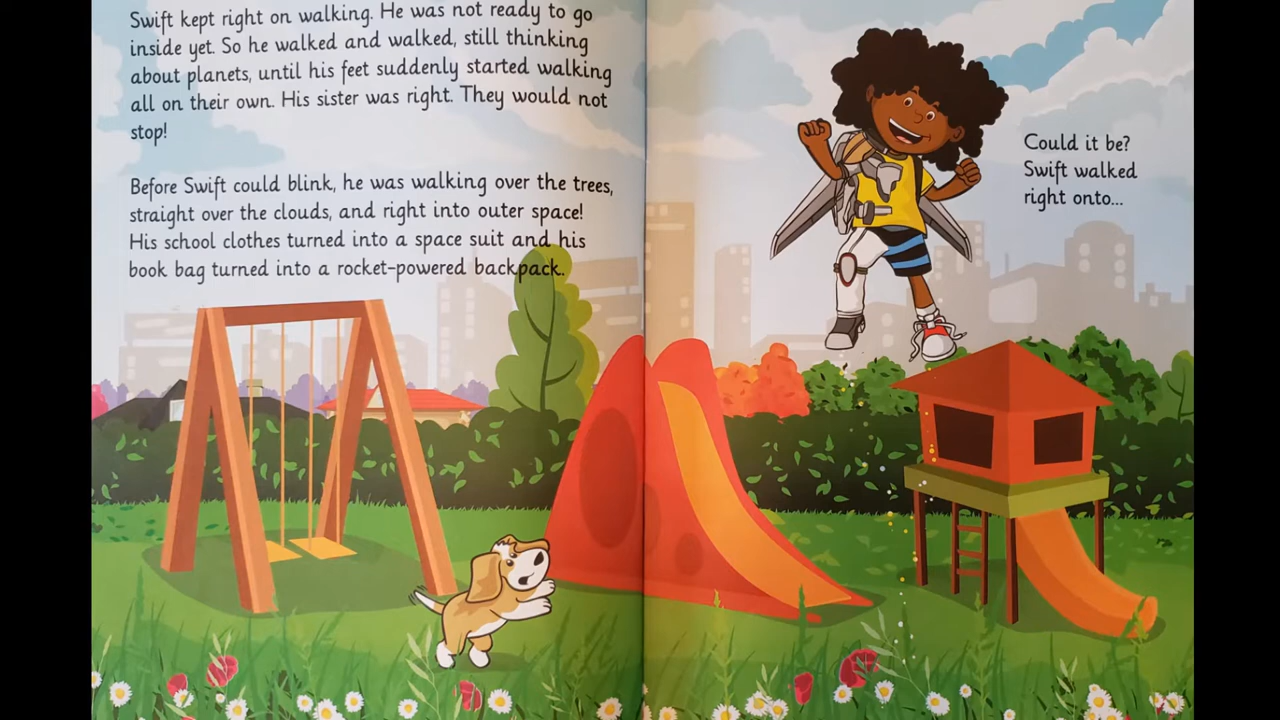 Swift kept right on walking. He was not ready to go
inside yet. So he walked and walked, still thinking
about planets, until his feet suddenly started walking
all on their own. His sister was right. They would not
stop!
Before Swift could blink, he was walking over the trees,
straight over the clouds, and right into outer space!
His school clothes turned into a space suit and his
book bag turned into a rocket-powered backpack.
Could it be?
Swift walked
right onto...